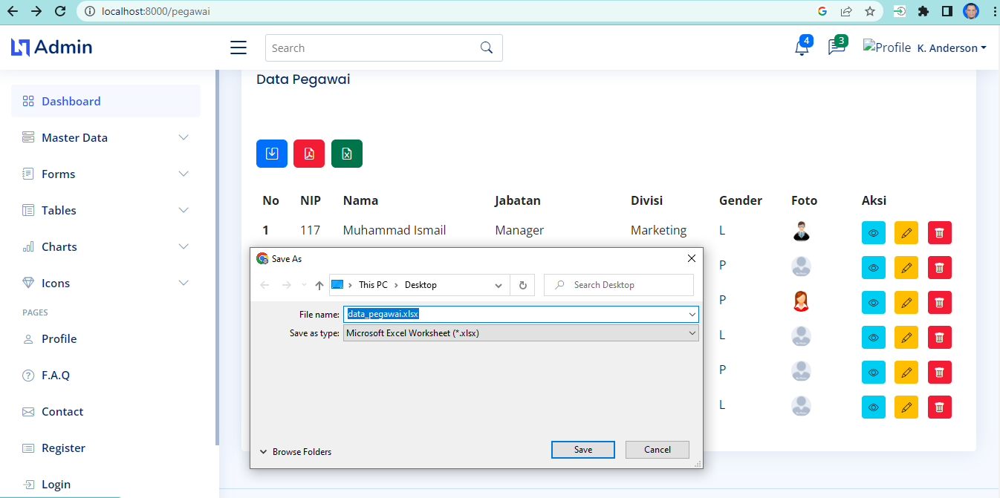 localhost:8000/pegawai
Admin
Search
4
3
Profile
K. Anderson
Data Pegawai
Dashboard
Master Data
Forms
Tables
Charts
Icons
PAGES
Profile
F.A.Q
Contact
Register
Login
No NIP Nama Jabatan Divisi Gender Foto Aksi
1 117 Muhammad Ismail Manager Marketing L
P
P
L
P
L
Save As
This PC Desktop
Search Desktop
File name: data_pegawai.xlsx
Save as type: Microsoft Excel Worksheet (*.xlsx)
Browse Folders
Save Cancel